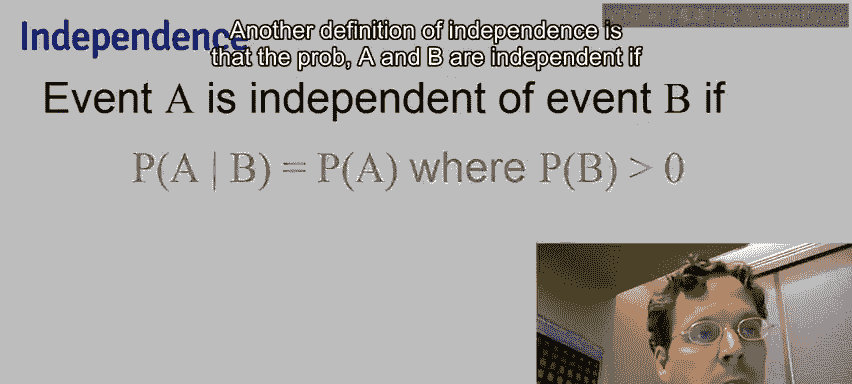 Independence
Another definition of independence is
that the prob, A and B are independent if
Event A is independent of event B if
P(A | B) = P(A) where P(B) > 0